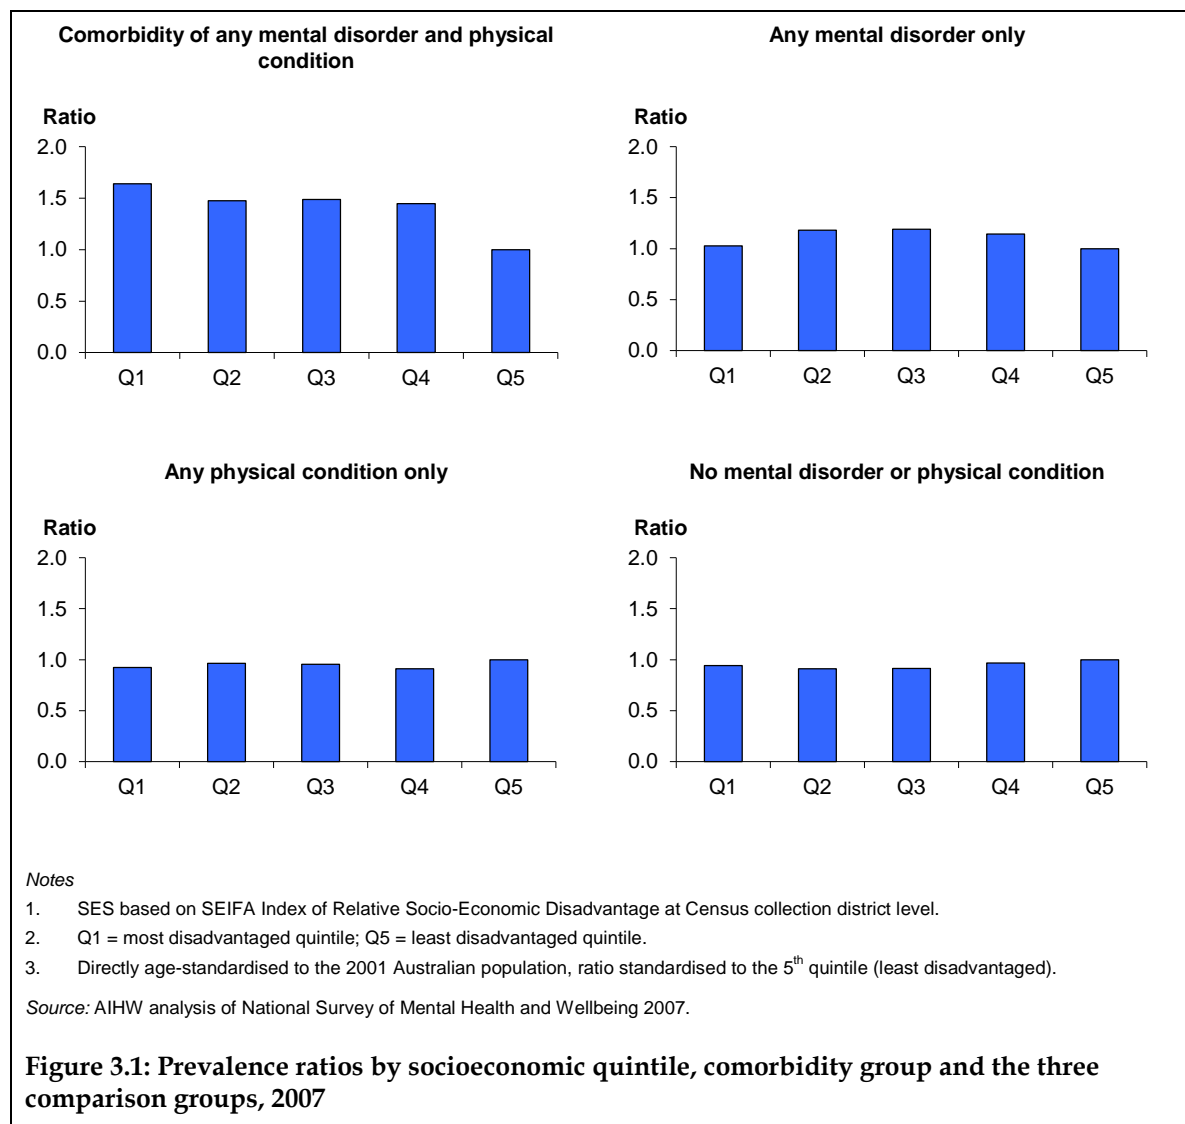 Comorbidity of any mental disorder and physical
condition
Ratio
2.0
1.5
1.0
0.5
0.0
Q1 Q2 Q3 Q4 Q5
Any mental disorder only
Ratio
2.0
1.5
1.0
0.5
0.0
Q1 Q2 Q3 Q4 Q5
Any physical condition only
Ratio
2.0
1.5
1.0
0.5
0.0
Q1 Q2 Q3 Q4 Q5
No mental disorder or physical condition
Ratio
2.0
1.5
1.0
0.5
0.0
Q1 Q2 Q3 Q4 Q5
Notes
1. SES based on SEIFA Index of Relative Socio-Economic Disadvantage at Census collection district level.
2. Q1 = most disadvantaged quintile; Q5 = least disadvantaged quintile.
3. Directly age-standardised to the 2001 Australian population, ratio standardised to the 5th quintile (least disadvantaged).
Source: AIHW analysis of National Survey of Mental Health and Wellbeing 2007.
Figure 3.1: Prevalence ratios by socioeconomic quintile, comorbidity group and the three
comparison groups, 2007